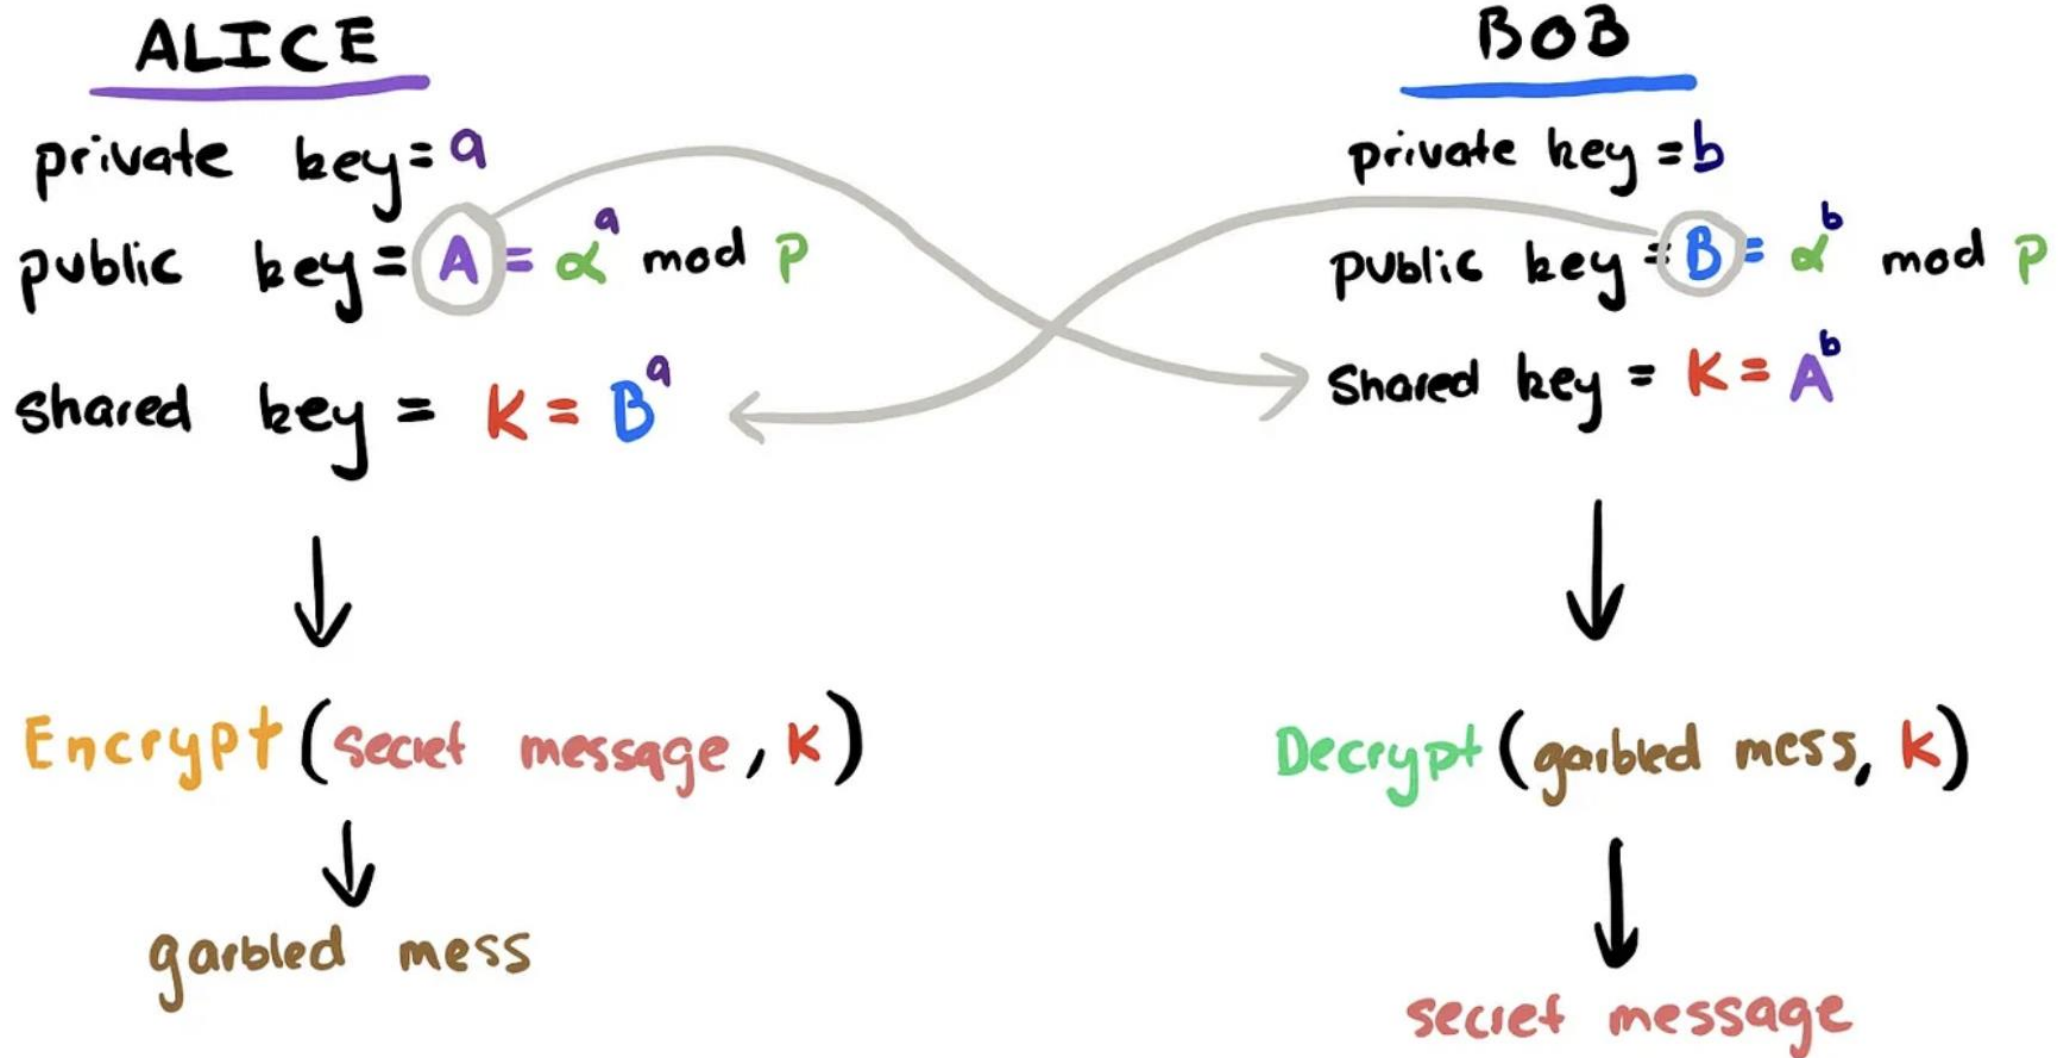 ALICE
private key = a
public key = A = α^a mod p
shared key = K = B^a
Encrypt (secret message, K)
garbled mess
BOB
private key = b
public key = B = α^b mod p
Shared key = K = A^b
Decrypt (garbled mess, K)
secret message